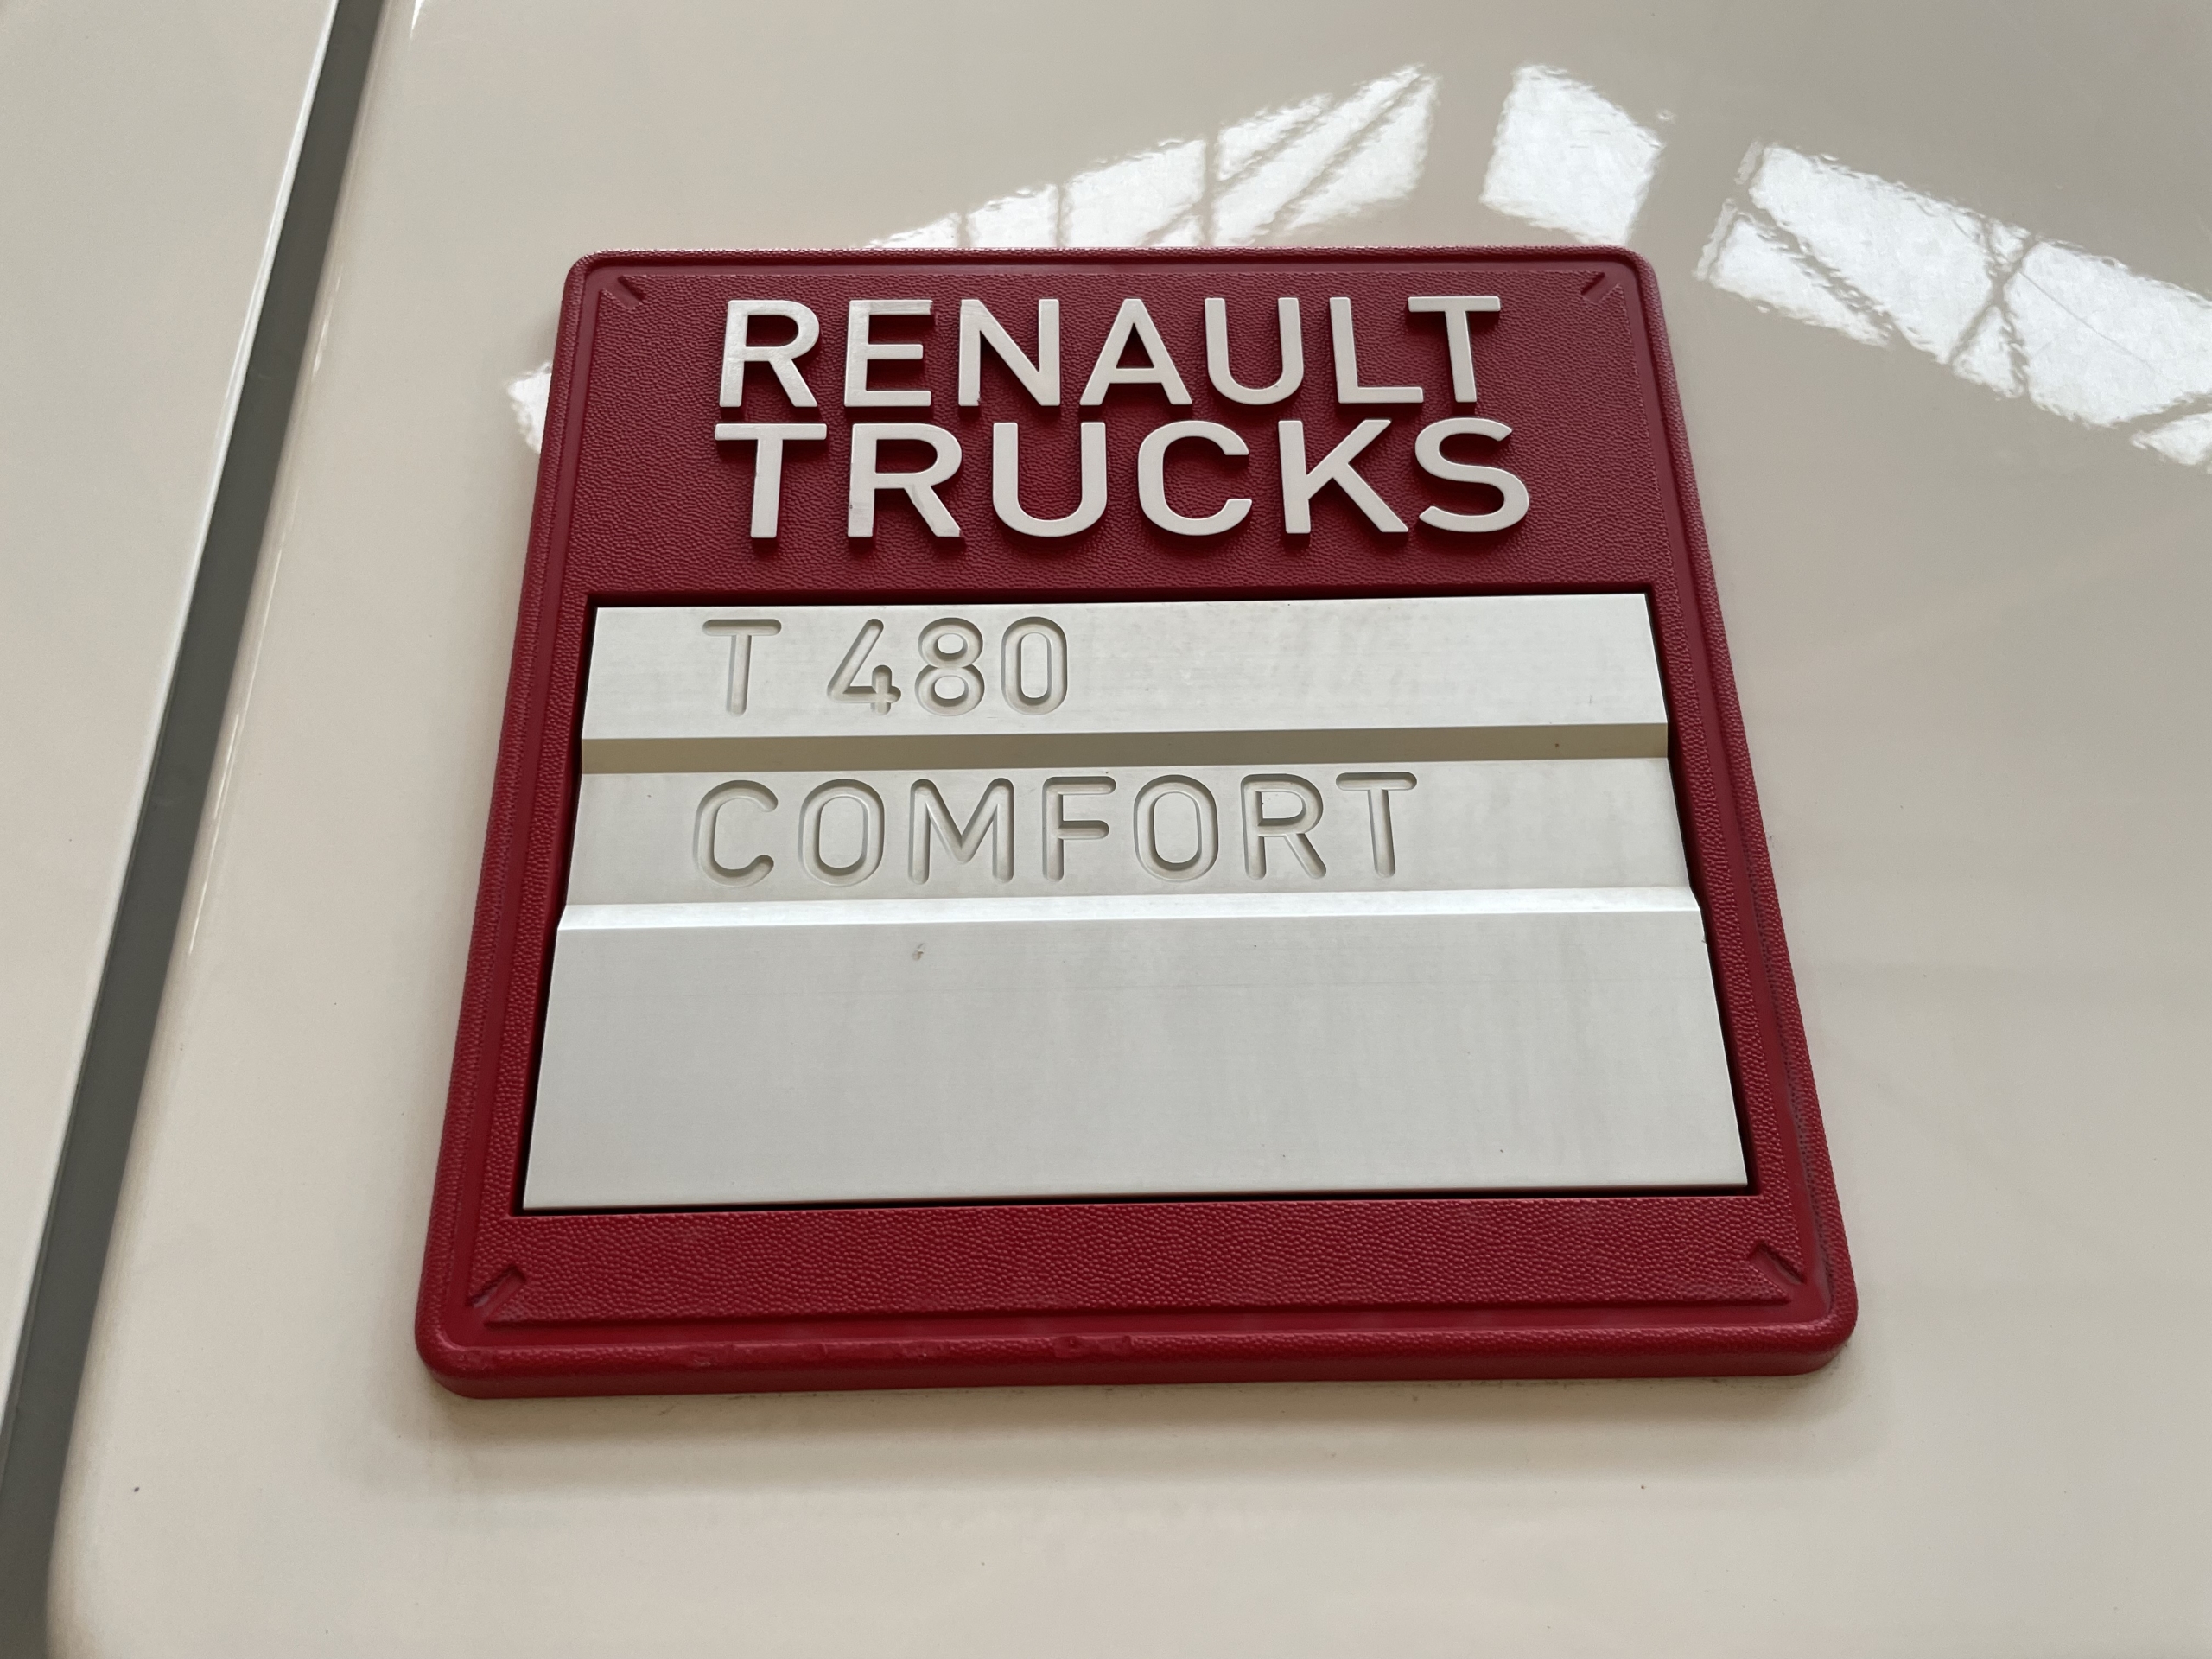 RENAULT
TRUCKS
T 480
COMFORT